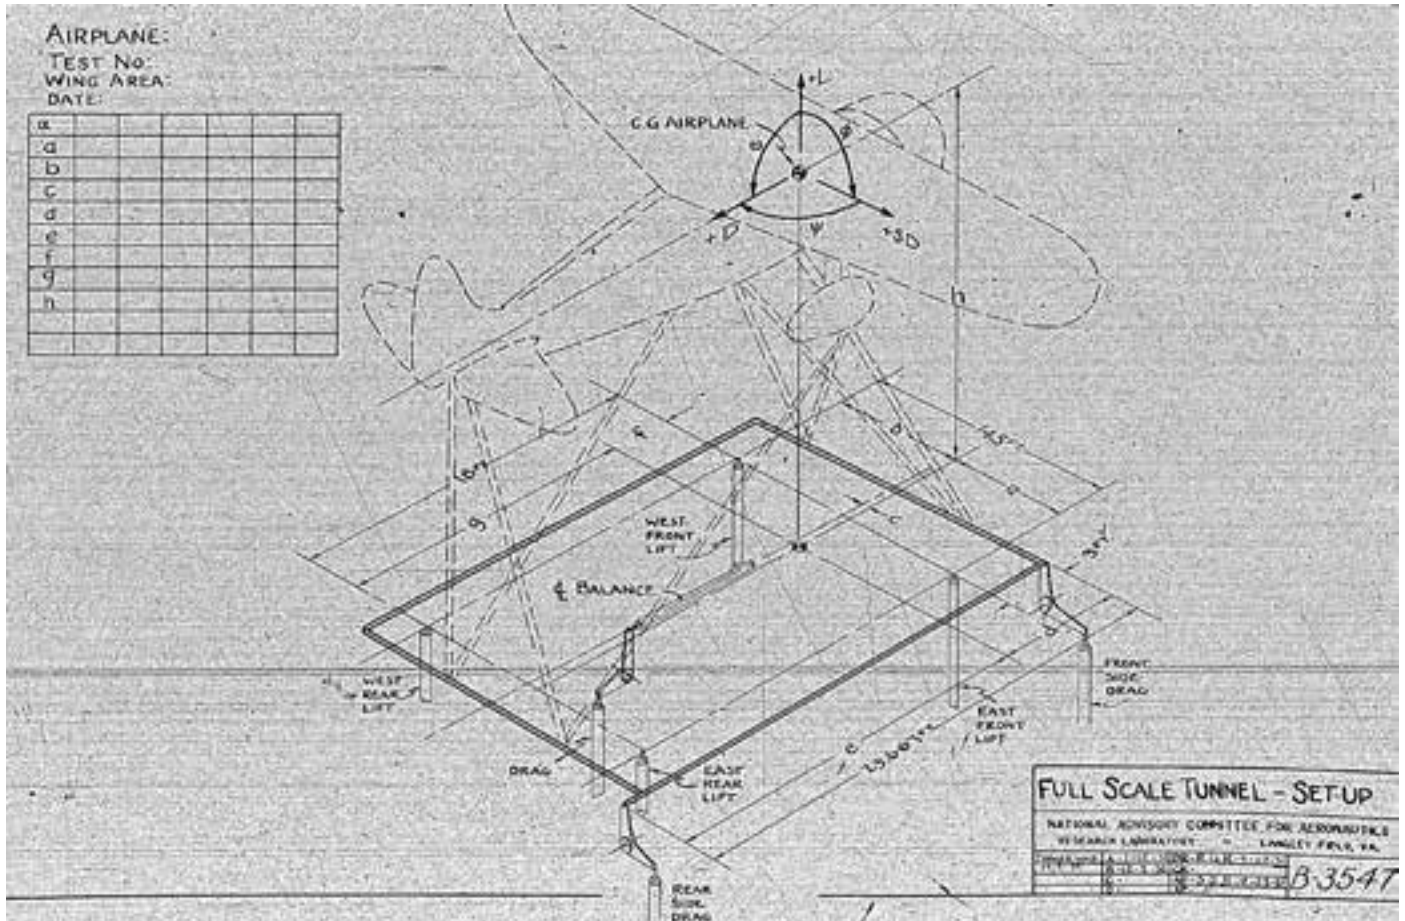 AIRPLANE:
TEST NO:
WING AREA:
DATE:
α
a
b
c
d
e
f
g
h
+L
C.G AIRPLANE
+D
ψ
+SD
h
f
b
a
c
g
WEST
FRONT
LIFT
℄ BALANCE
d
WEST
REAR
LIFT
FRONT
SIDE
DRAG
EAST
FRONT
LIFT
e
DRAG
EAST
REAR
LIFT
REAR
SIDE
DRAG
FULL SCALE TUNNEL - SET-UP
NATIONAL ADVISORY COMMITTEE FOR AERONAUTICS
RESEARCH LABORATORY - LANGLEY FIELD, VA.
B-3547